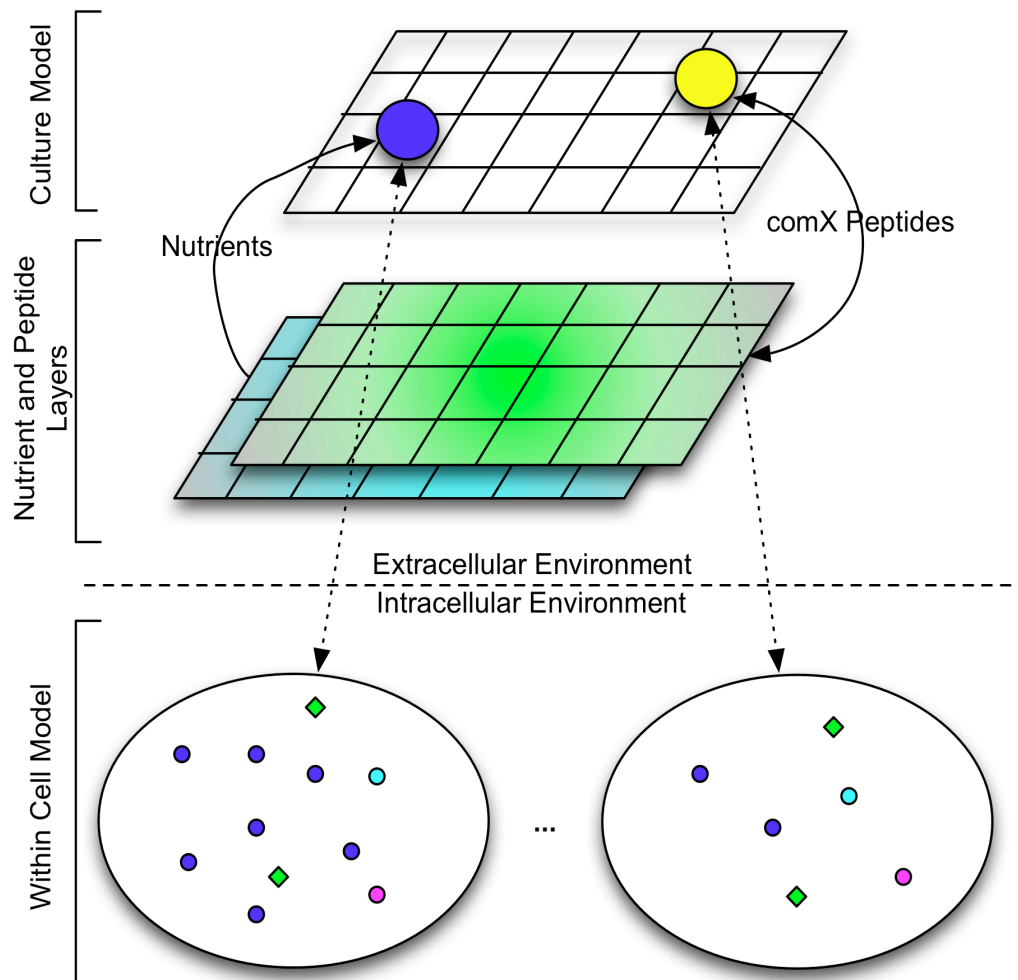 Culture Model
Nutrients
comX Peptides
Nutrient and Peptide
Layers
Extracellular Environment
Intracellular Environment
Within Cell Model
...